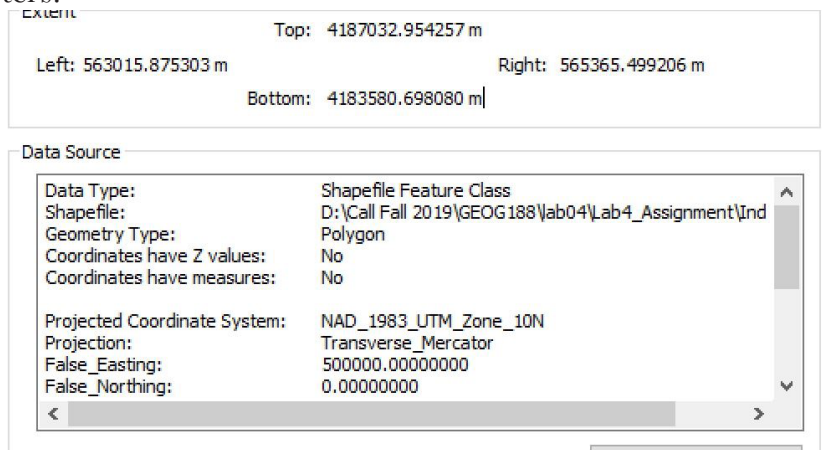 ters.
Extent
Top: 4187032.954257 m
Left: 563015.875303 m Right: 565365.499206 m
Bottom: 4183580.698080 m
Data Source
Data Type: Shapefile Feature Class
Shapefile: D:\Call Fall 2019\GEOG188\lab04\Lab4_Assignment\Ind
Geometry Type: Polygon
Coordinates have Z values: No
Coordinates have measures: No
Projected Coordinate System: NAD_1983_UTM_Zone_10N
Projection: Transverse_Mercator
False_Easting: 500000.00000000
False_Northing: 0.00000000